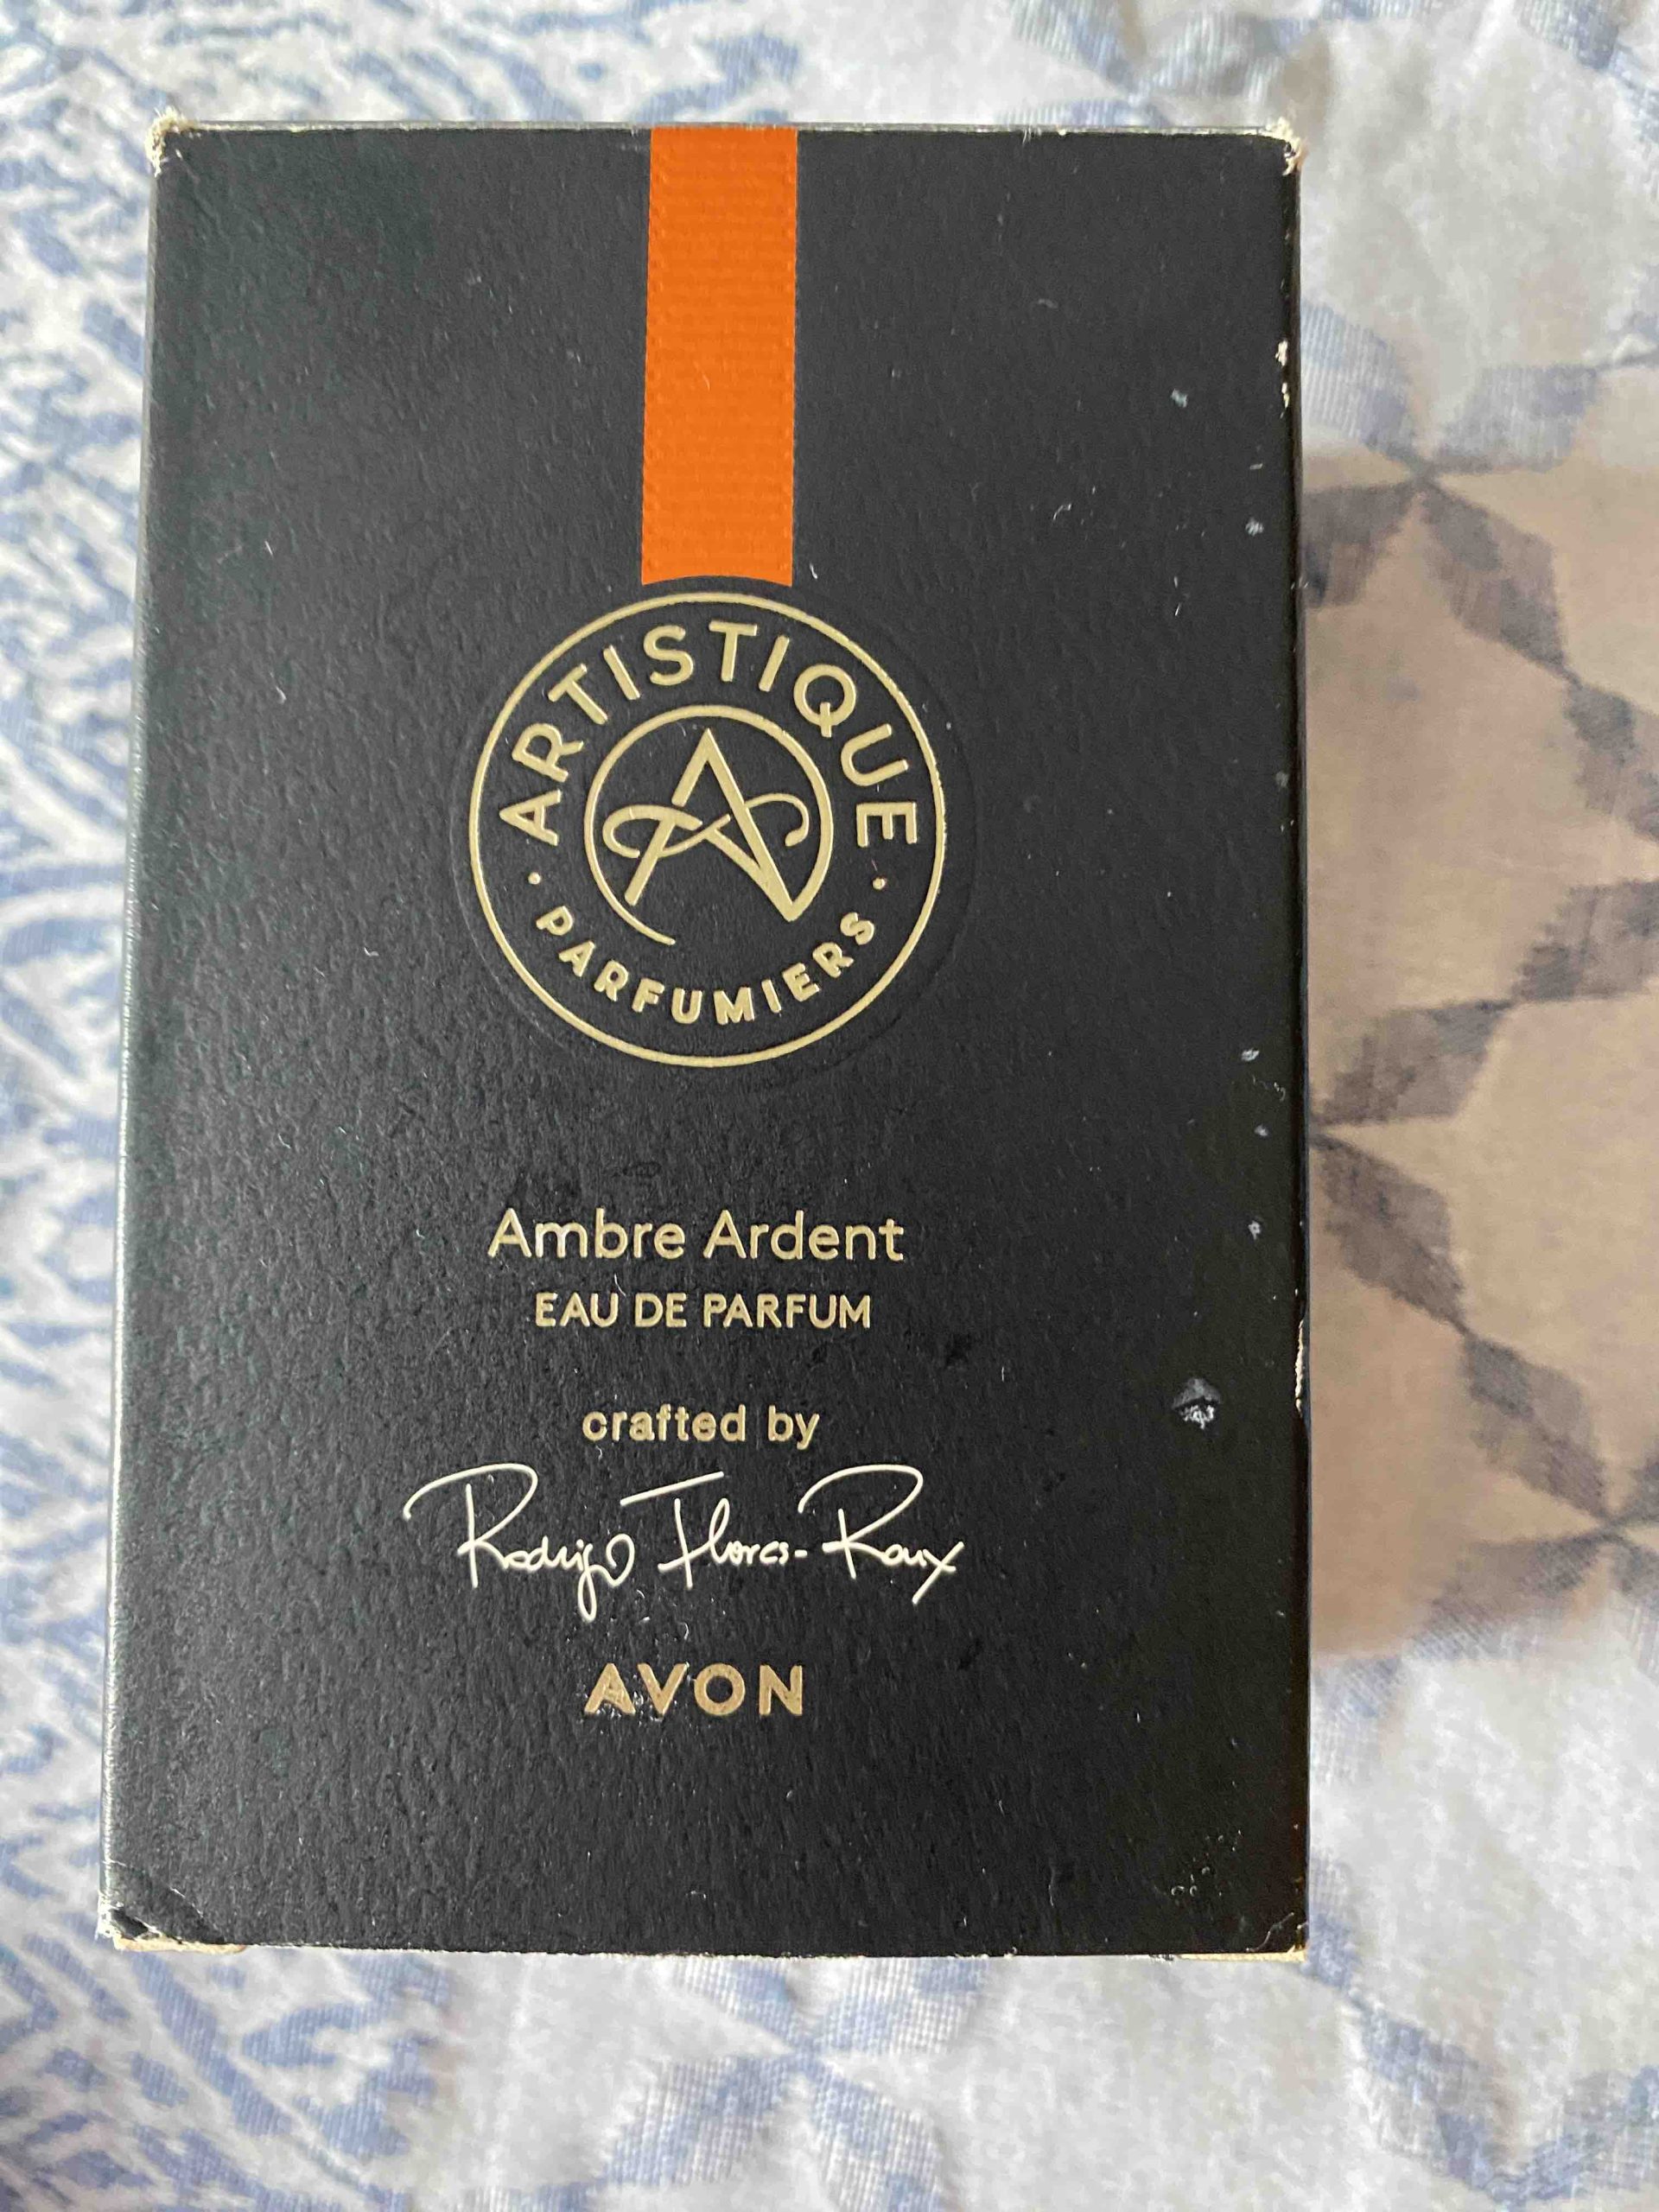 ARTISTIQUE
· PARFUMIERS ·
Ambre Ardent
EAU DE PARFUM
crafted by
Rodrigo Flores-Roux
AVON